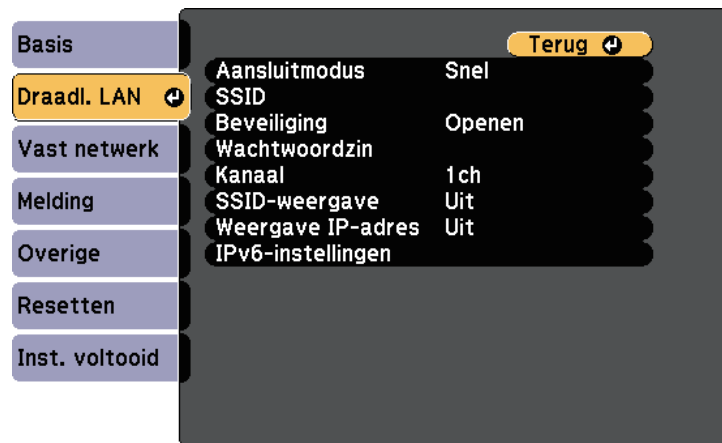 Basis
Draadl. LAN
Vast netwerk
Melding
Overige
Resetten
Inst. voltooid
Terug
Aansluitmodus Snel
SSID
Beveiliging Openen
Wachtwoordzin
Kanaal 1ch
SSID-weergave Uit
Weergave IP-adres Uit
IPv6-instellingen